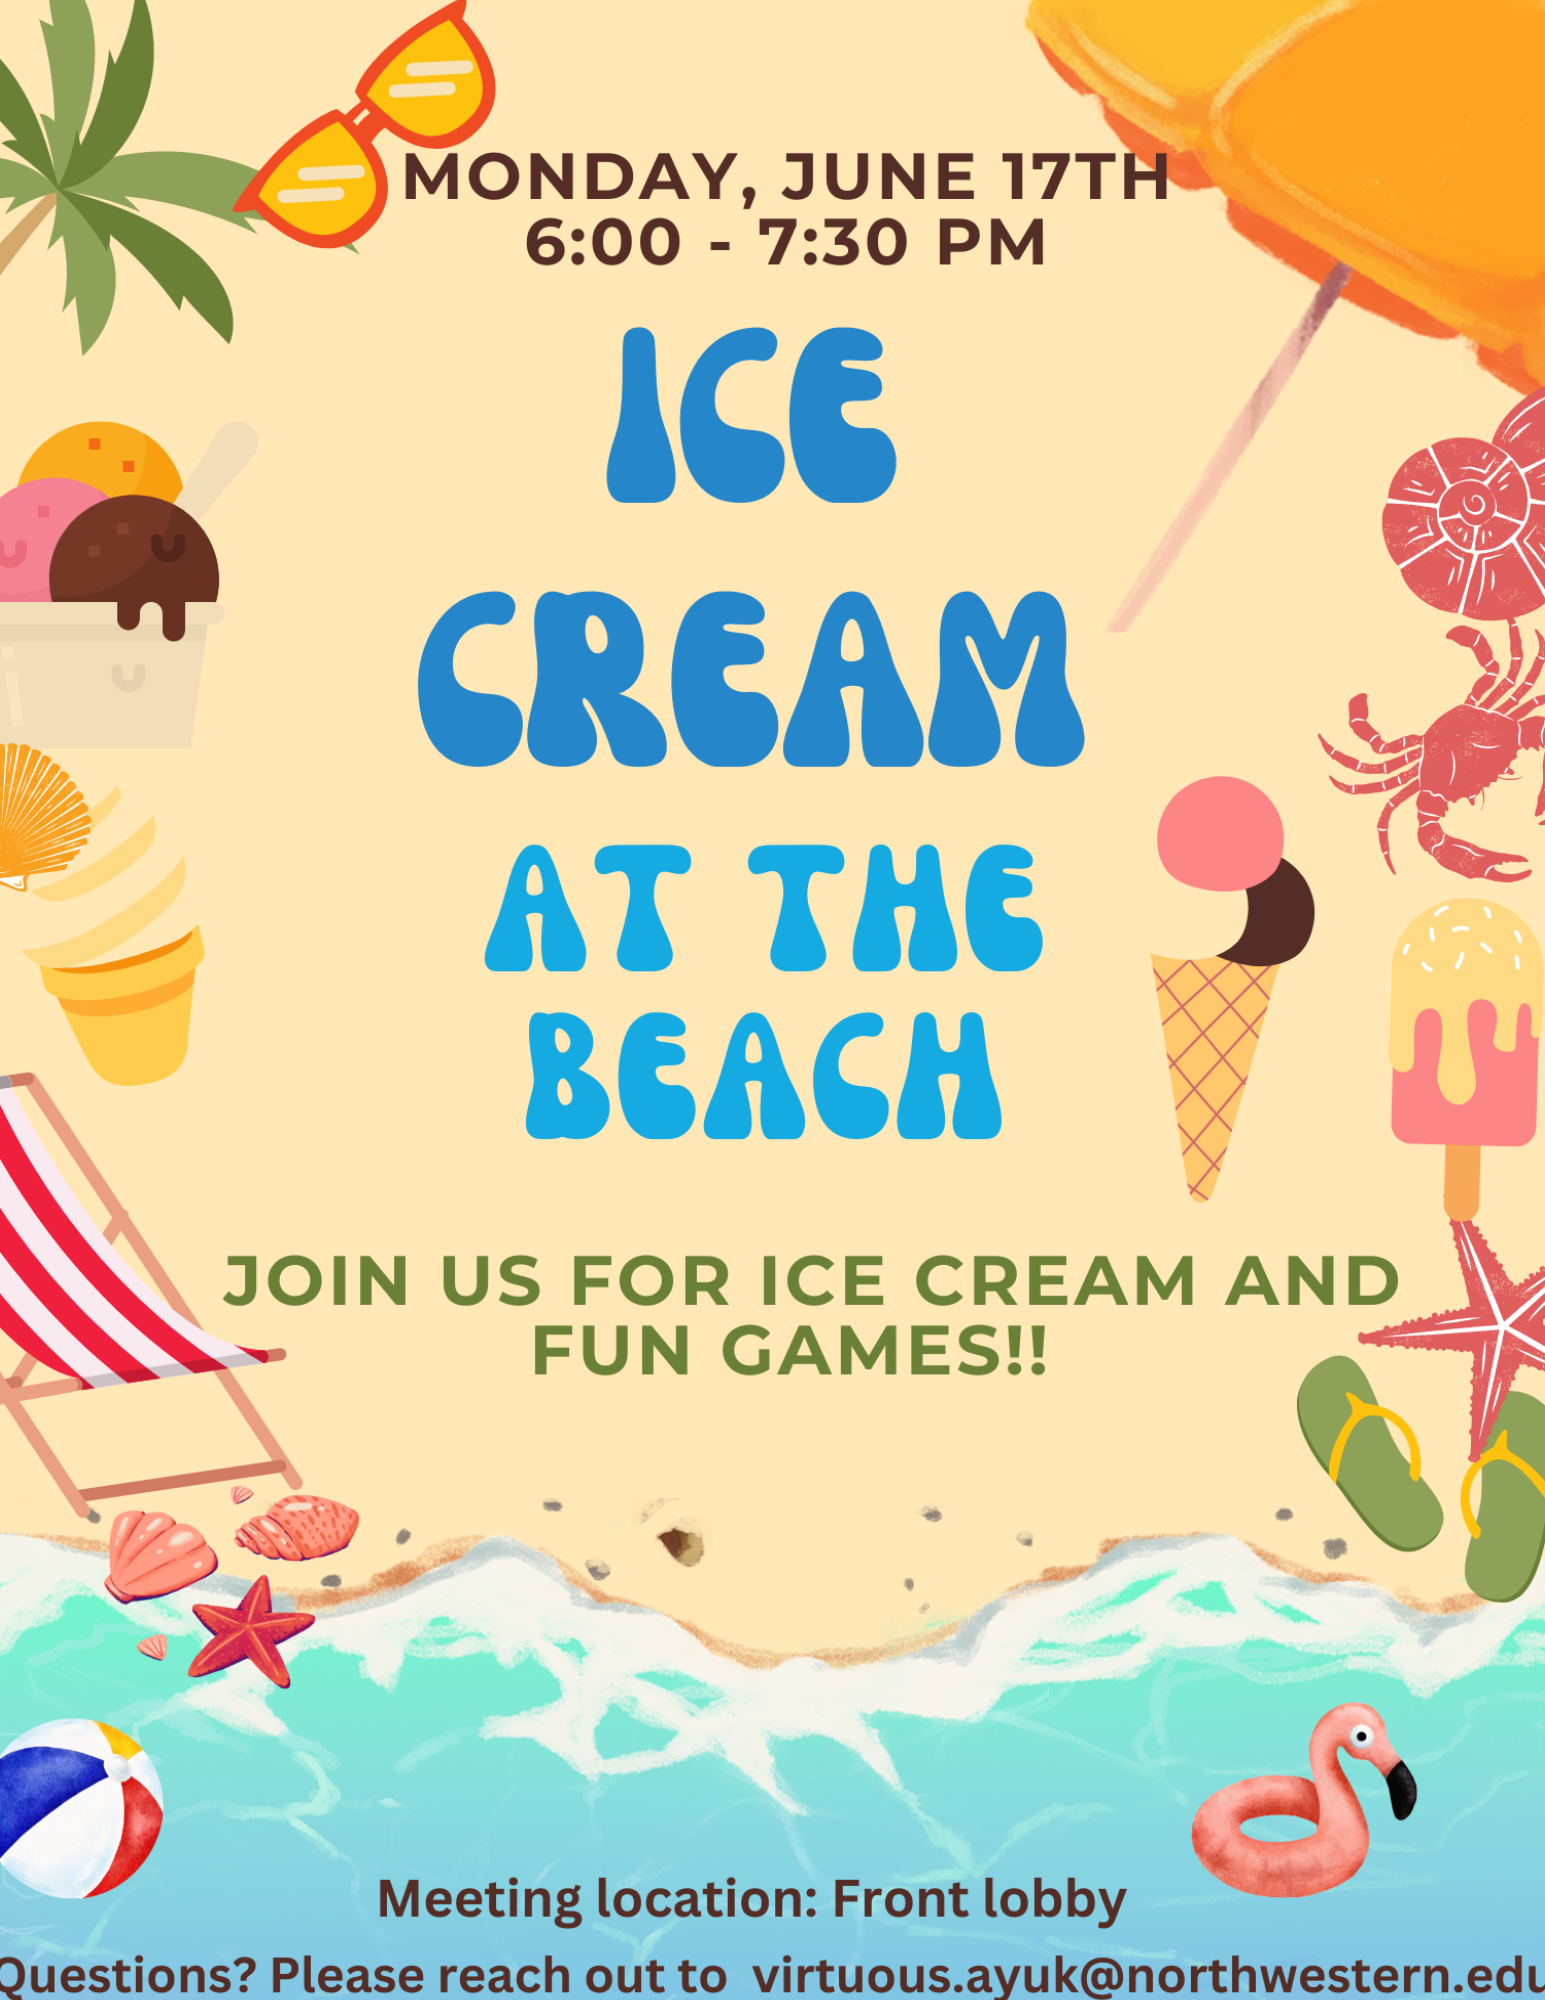 MONDAY, JUNE 17TH
6:00 - 7:30 PM
ICE
CREAM
AT THE
BEACH
JOIN US FOR ICE CREAM AND
FUN GAMES!!
Meeting location: Front lobby
Questions? Please reach out to virtuous.ayuk@northwestern.edu